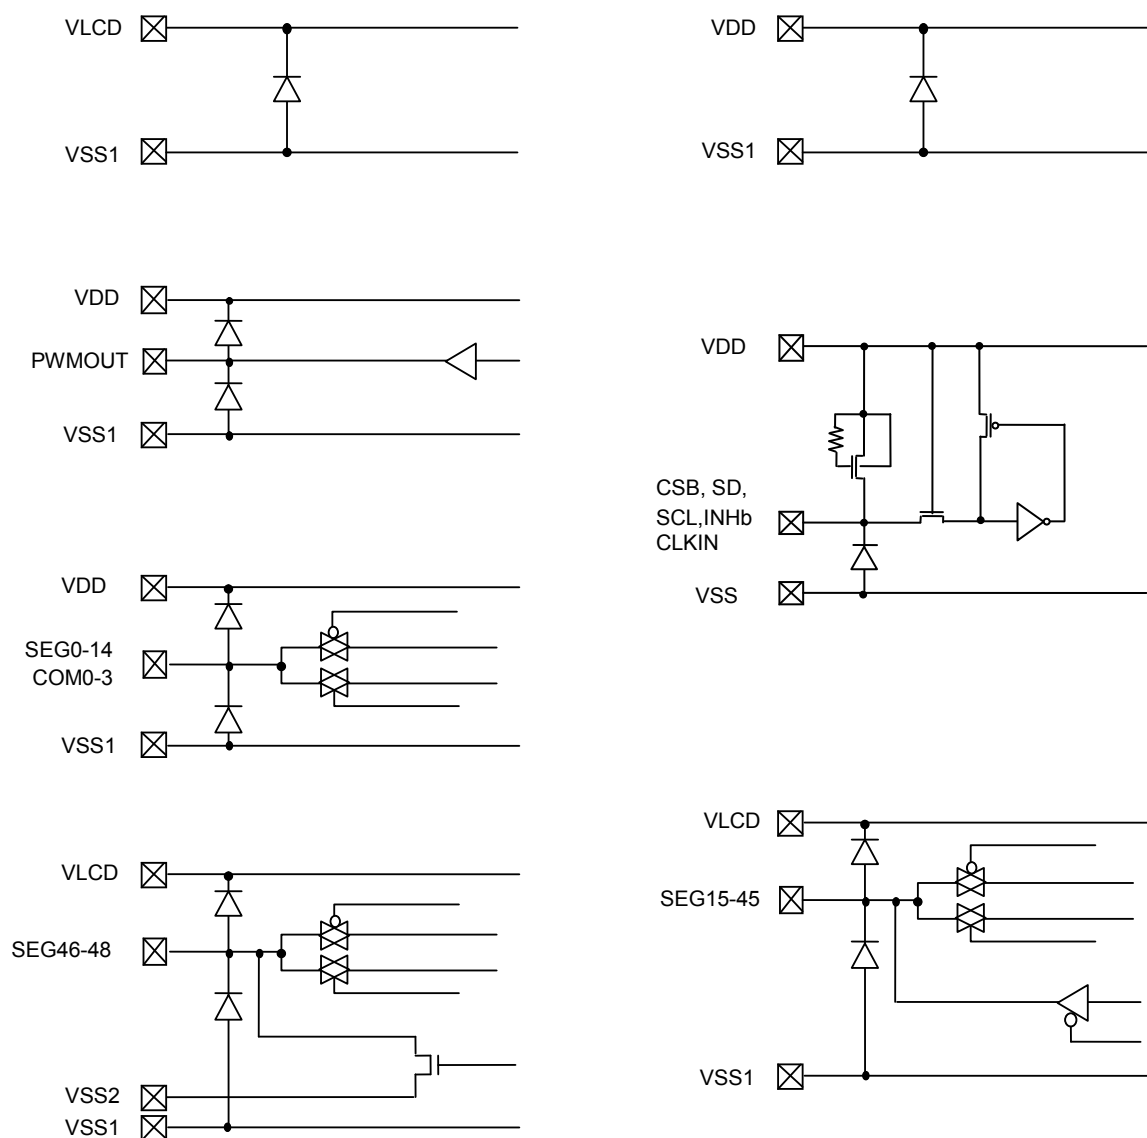 VLCD
VSS1
VDD
VSS1
VDD
PWMOUT
VSS1
VDD
CSB, SD,
SCL,INHb
CLKIN
VSS
VDD
SEG0-14
COM0-3
VSS1
VLCD
SEG46-48
VSS2
VSS1
VLCD
SEG15-45
VSS1